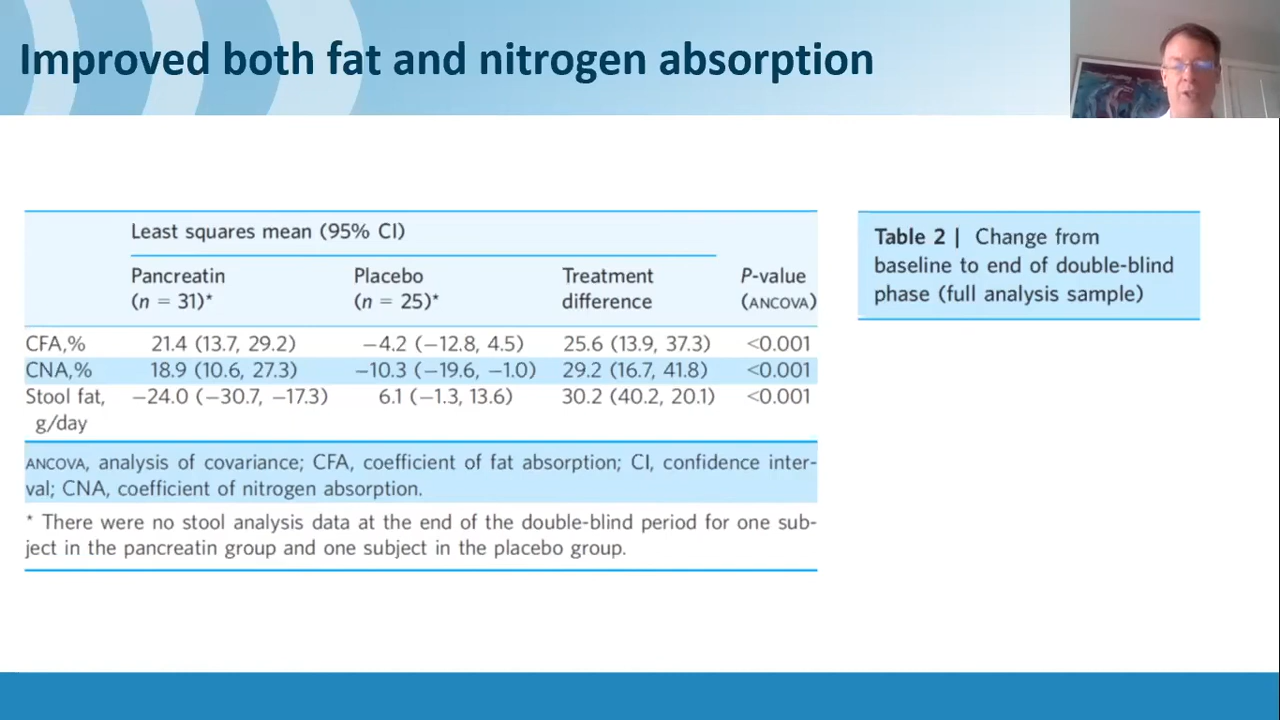 Improved both fat and nitrogen absorption
Least squares mean (95% CI)
Pancreatin Placebo Treatment P-value
(n = 31)* (n = 25)* difference (ANCOVA)
CFA,% 21.4 (13.7, 29.2) −4.2 (−12.8, 4.5) 25.6 (13.9, 37.3) <0.001
CNA,% 18.9 (10.6, 27.3) −10.3 (−19.6, −1.0) 29.2 (16.7, 41.8) <0.001
Stool fat, −24.0 (−30.7, −17.3) 6.1 (−1.3, 13.6) 30.2 (40.2, 20.1) <0.001
g/day
ANCOVA, analysis of covariance; CFA, coefficient of fat absorption; CI, confidence inter-
val; CNA, coefficient of nitrogen absorption.
* There were no stool analysis data at the end of the double-blind period for one sub-
ject in the pancreatin group and one subject in the placebo group.
Table 2 | Change from
baseline to end of double-blind
phase (full analysis sample)